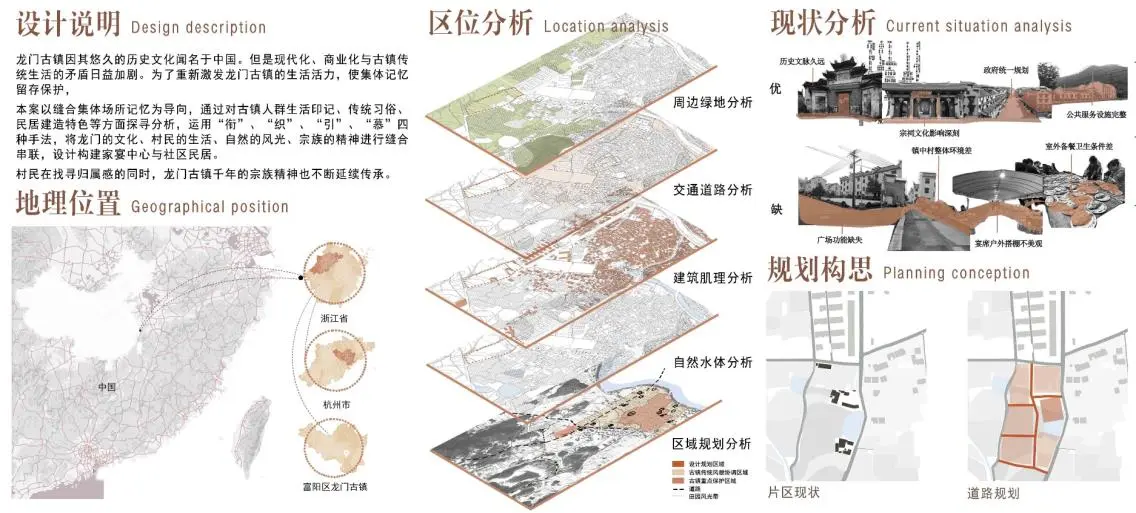 设计说明 Design description
龙门古镇因其悠久的历史文化闻名于中国。但是现代化、商业化与古镇传
统生活的矛盾日益加剧。为了重新激发龙门古镇的生活活力，使集体记忆
留存保护，
本案以缝合集体场所记忆为导向，通过对古镇人群生活印记、传统习俗、
民居建造特色等方面探寻分析，运用“衔”、“织”、“引”、“慕”四
种手法，将龙门的文化、村民的生活、自然的风光、宗族的精神进行缝合
串联，设计构建家宴中心与社区民居。
村民在找寻归属感的同时，龙门古镇千年的宗族精神也不断延续传承。
地理位置 Geographical position
中国
浙江省
杭州市
富阳区龙门古镇
区位分析 Location analysis
周边绿地分析
交通道路分析
建筑肌理分析
自然水体分析
区域规划分析
设计规划区域
古镇传统风貌协调区域
古镇重点保护区域
道路
田园风光带
现状分析 Current situation analysis
优
历史文脉久远
政府统一规划
宗祠文化影响深刻
公共服务设施完整
缺
镇中村整体环境差
室外备餐卫生条件差
广场功能缺失
宴席户外搭棚不美观
规划构思 Planning conception
片区现状
道路规划